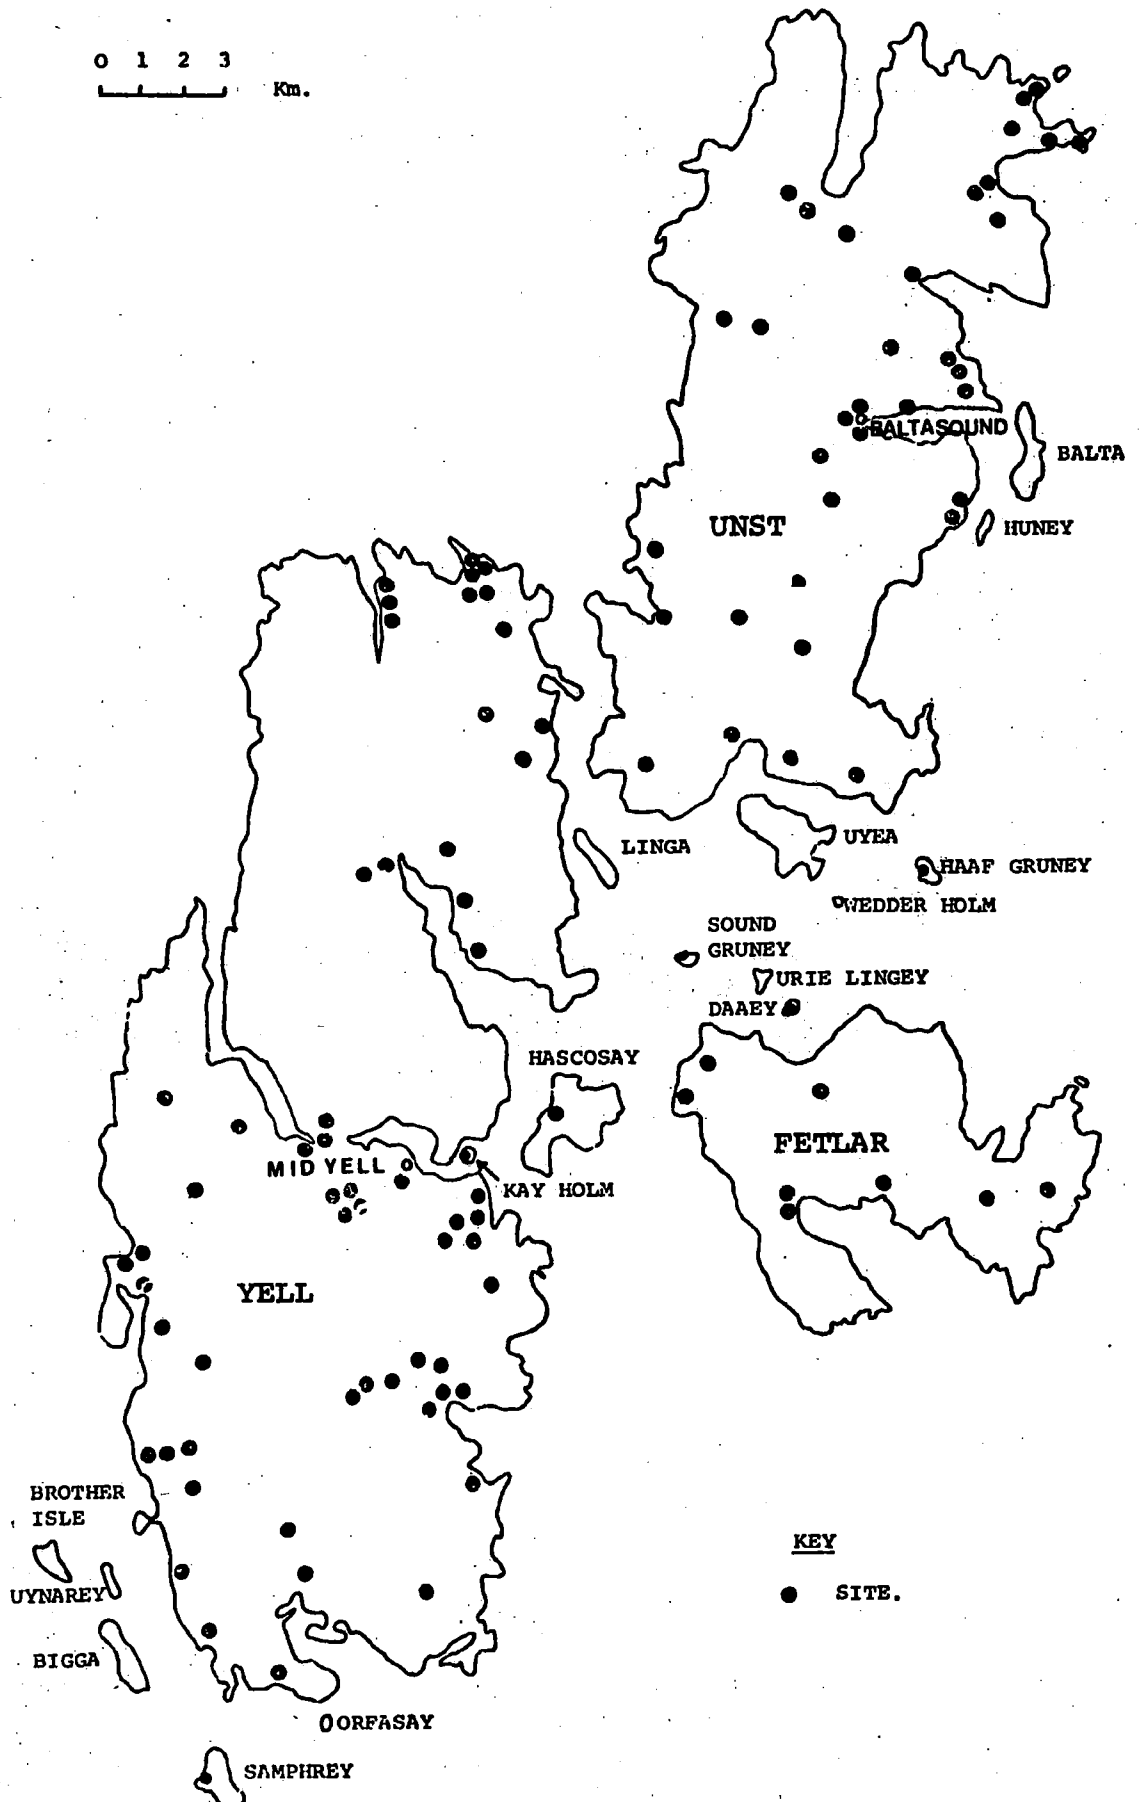 0 1 2 3
Km.
BALTASOUND
BALTA
UNST
HUNEY
LINGA
UYEA
HAAF GRUNEY
WEDDER HOLM
SOUND
GRUNEY
URIE LINGEY
DAAEY
HASCOSAY
FETLAR
MID YELL
KAY HOLM
YELL
BROTHER
ISLE
KEY
UYNAREY
SITE.
BIGGA
ORFASAY
SAMPHREY